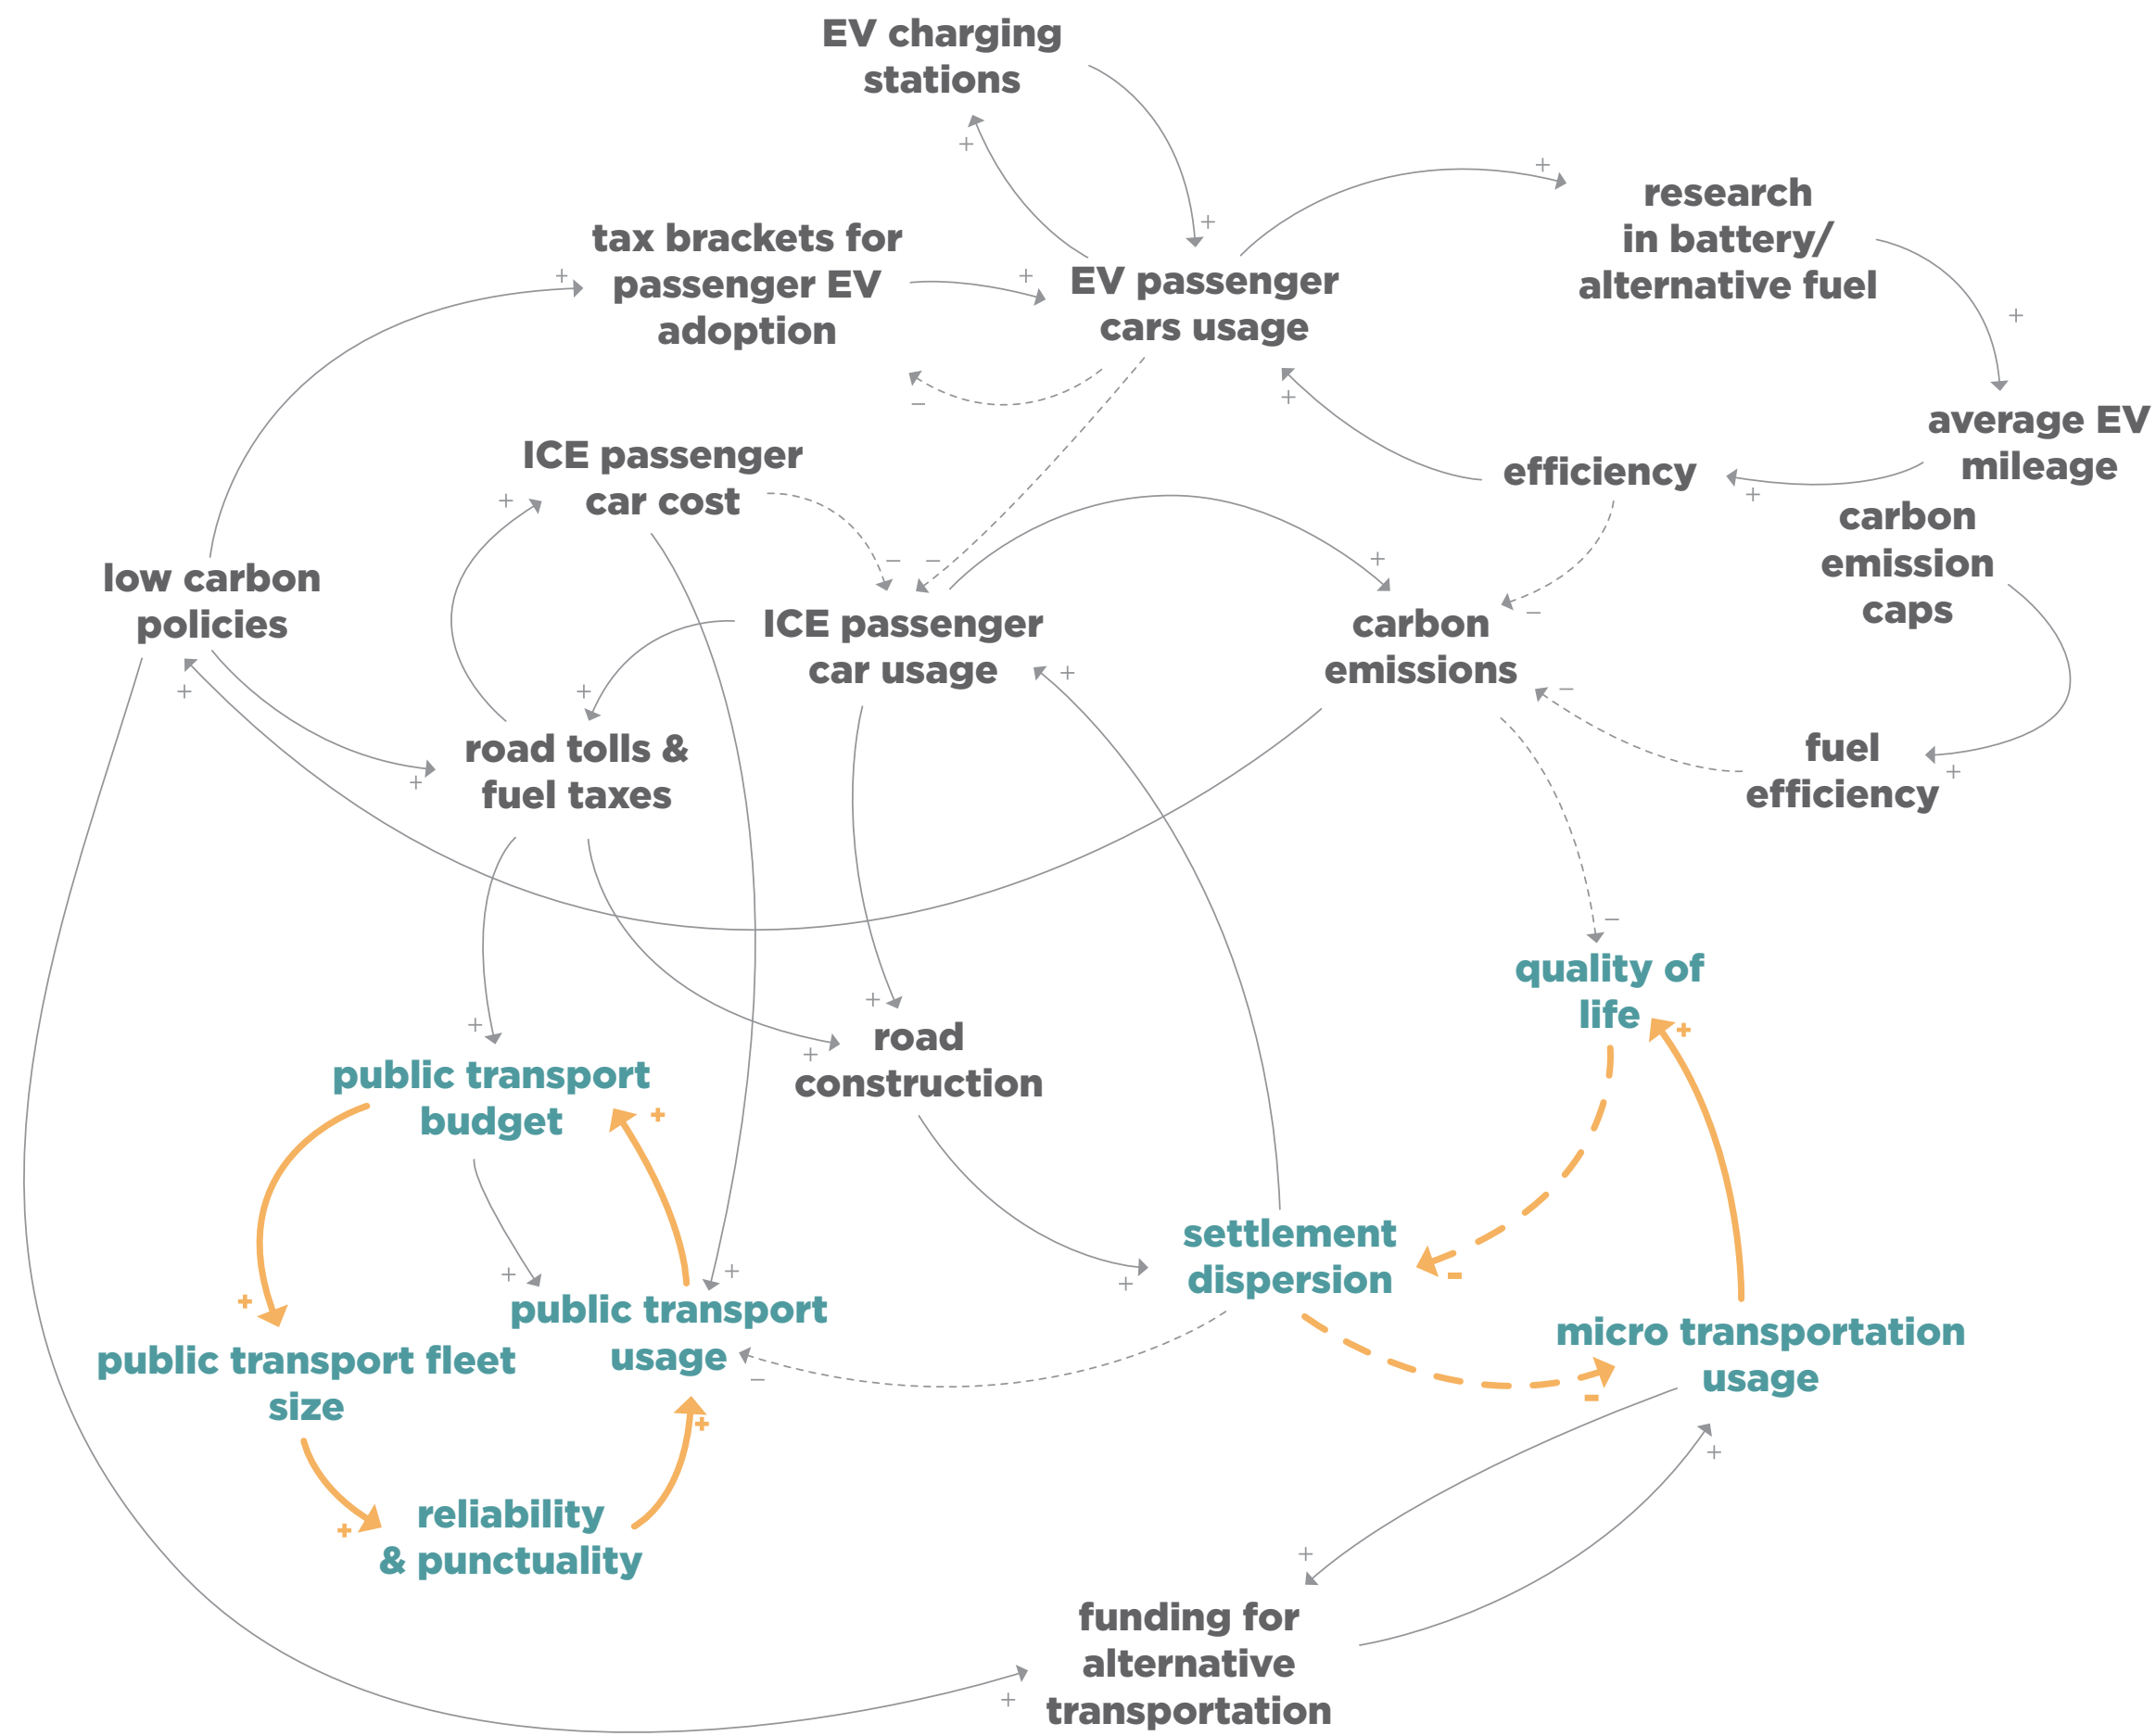 EV charging
stations
research
in battery/
alternative fuel
tax brackets for
passenger EV
adoption
EV passenger
cars usage
average EV
mileage
ICE passenger
car cost
efficiency
carbon
emission
caps
low carbon
policies
ICE passenger
car usage
carbon
emissions
road tolls &
fuel taxes
fuel
efficiency
quality of
life
road
construction
public transport
budget
settlement
dispersion
public transport
usage
micro transportation
usage
public transport fleet
size
reliability
& punctuality
funding for
alternative
transportation